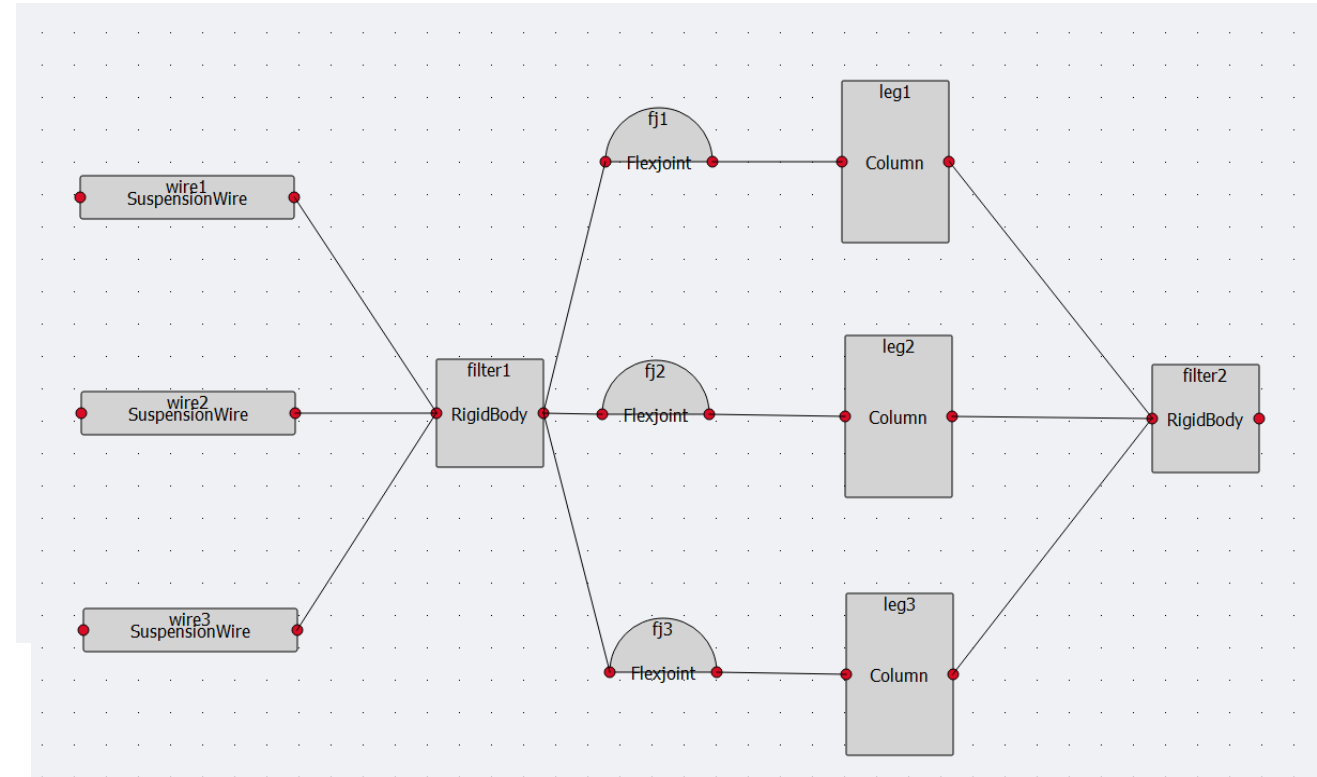 wire1
SuspensionWire
wire2
SuspensionWire
wire3
SuspensionWire
filter1
RigidBody
fj1
Flexjoint
fj2
Flexjoint
fj3
Flexjoint
leg1
Column
leg2
Column
leg3
Column
filter2
RigidBody